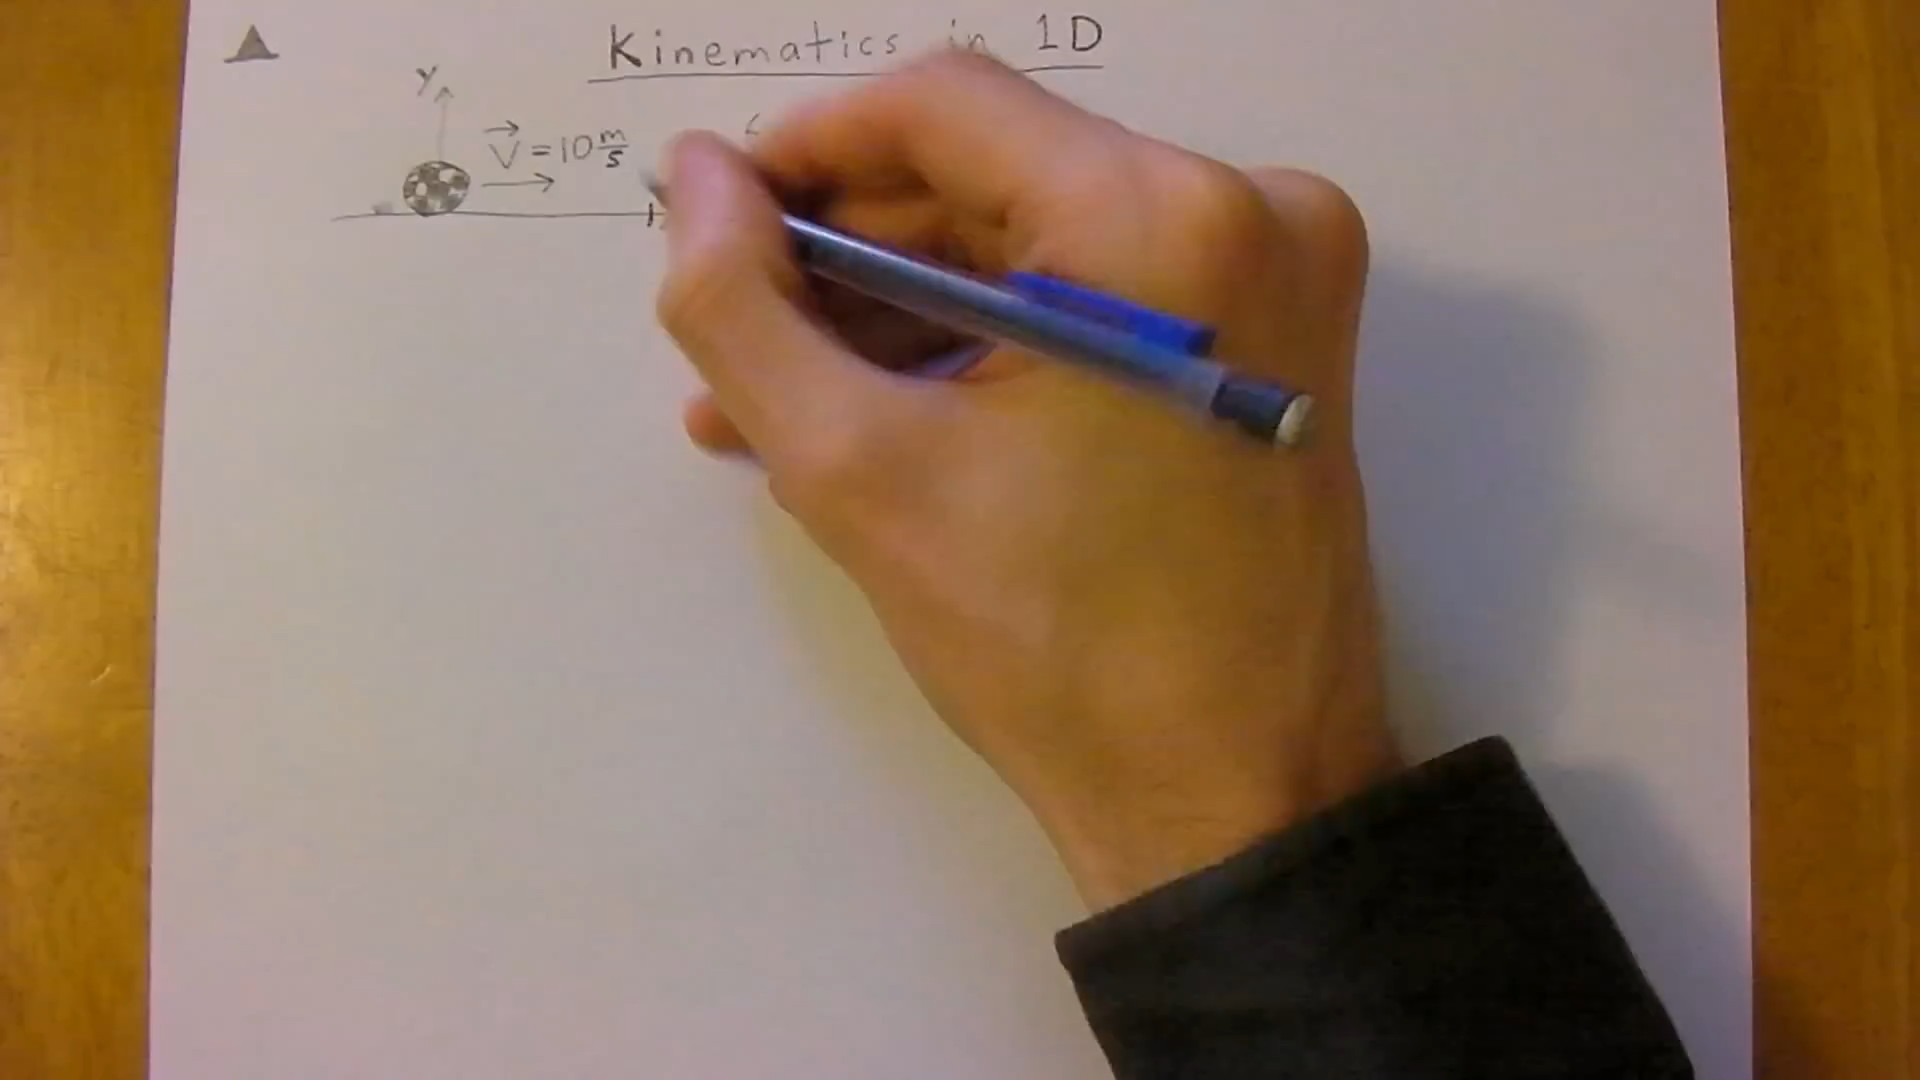 Kinematics in 1D
Y
V⃗ = 10 m/s